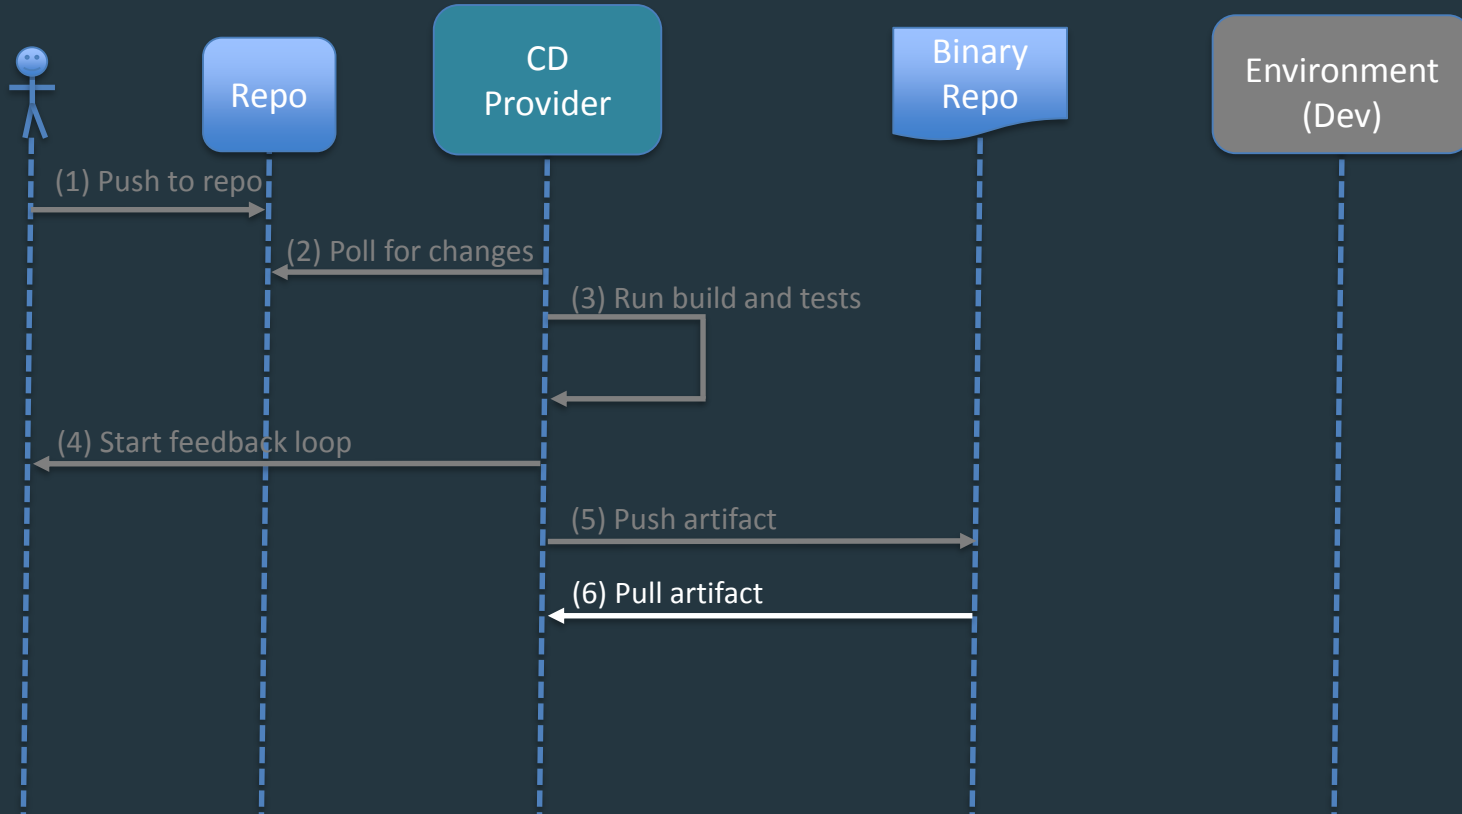 Repo
CD
Provider
Binary
Repo
Environment
(Dev)
(1) Push to repo
(2) Poll for changes
(3) Run build and tests
(4) Start feedback loop
(5) Push artifact
(6) Pull artifact